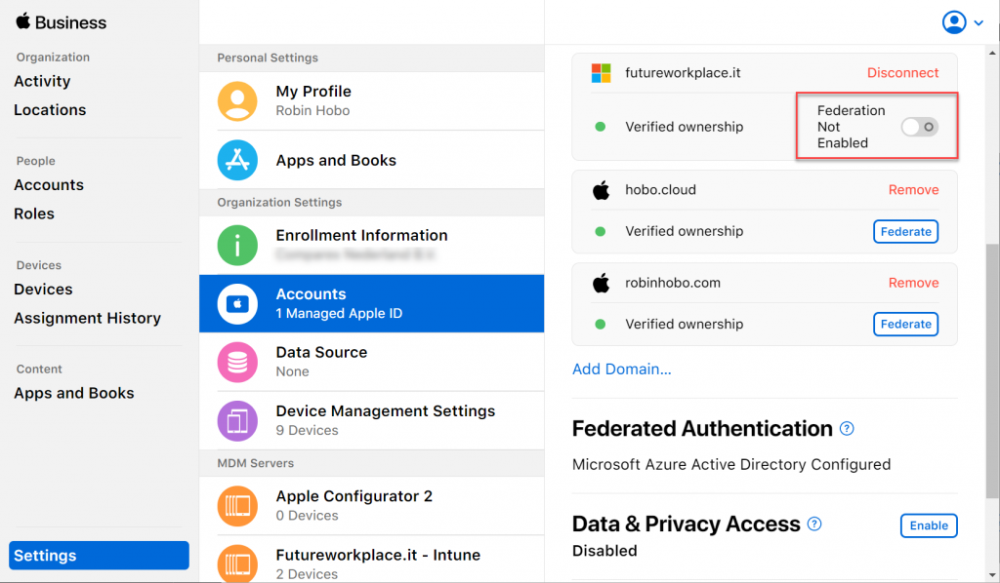 Business
Organization
Activity
Locations
People
Accounts
Roles
Devices
Devices
Assignment History
Content
Apps and Books
Settings
Personal Settings
My Profile
Robin Hobo
Apps and Books
Organization Settings
Enrollment Information
Accounts
1 Managed Apple ID
Data Source
None
Device Management Settings
9 Devices
MDM Servers
Apple Configurator 2
0 Devices
Futureworkplace.it - Intune
2 Devices
futureworkplace.it Disconnect
Verified ownership
Federation
Not
Enabled
hobo.cloud Remove
Verified ownership Federate
robinhobo.com Remove
Verified ownership Federate
Add Domain...
Federated Authentication ?
Microsoft Azure Active Directory Configured
Data & Privacy Access ? Enable
Disabled